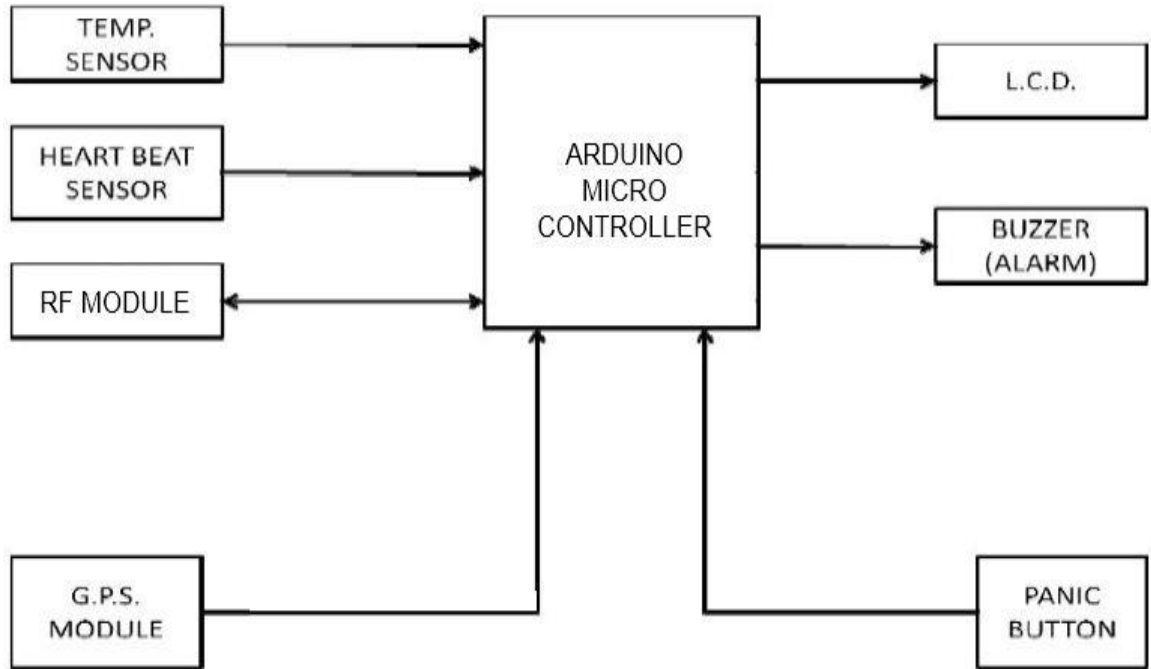 TEMP.
SENSOR
HEART BEAT
SENSOR
RF MODULE
ARDUINO
MICRO
CONTROLLER
L.C.D.
BUZZER
(ALARM)
G.P.S.
MODULE
PANIC
BUTTON